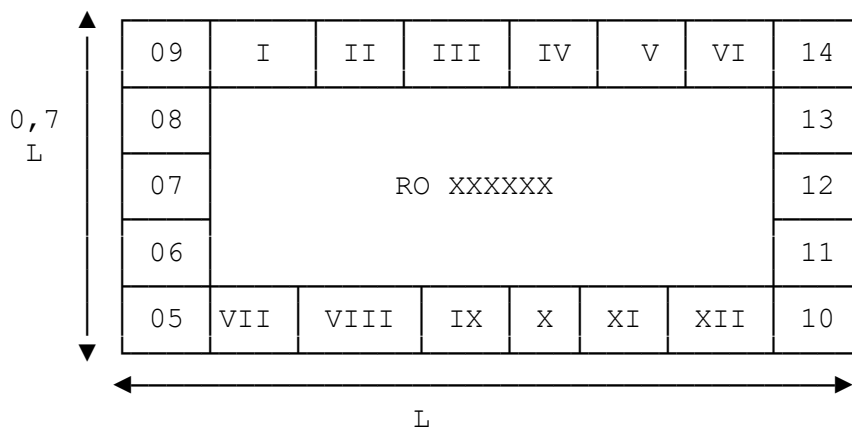 09 I II III IV V VI 14
0,7 08 13
L
07 RO XXXXXX 12
06 11
05 VII VIII IX X XI XII 10
L